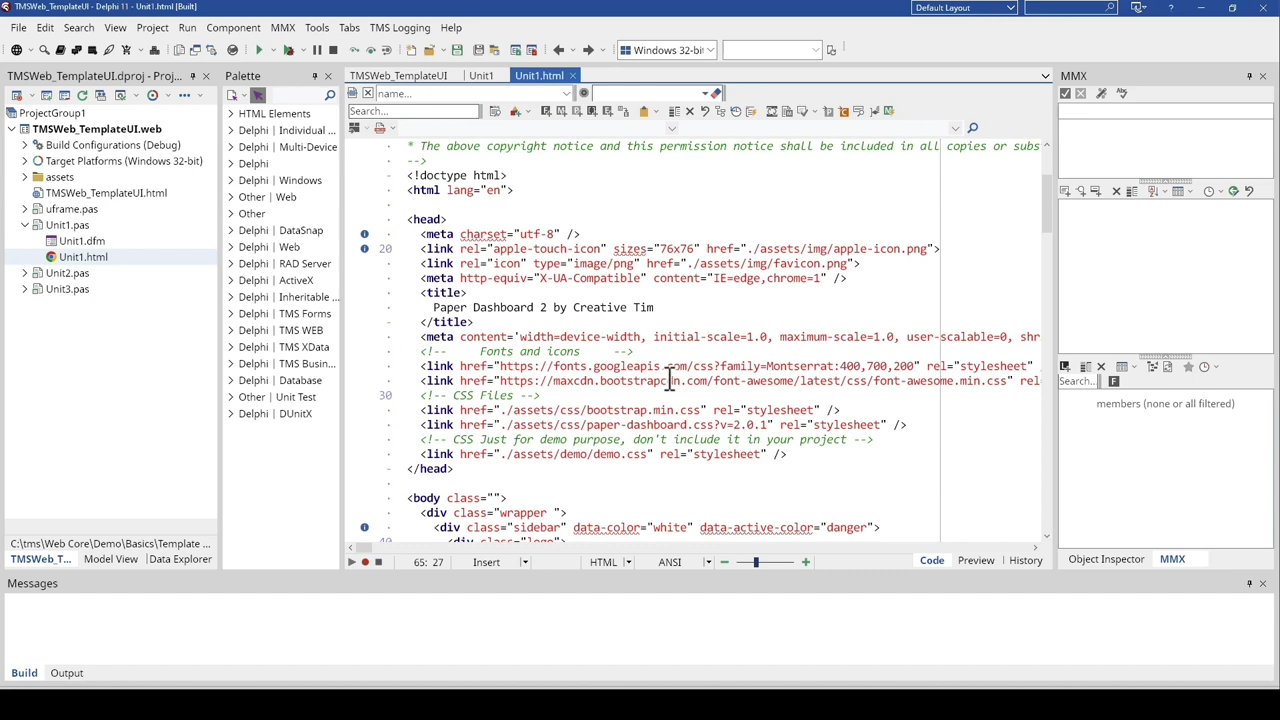 TMSWeb_TemplateUI - Delphi 11 - Unit1.html [Built]
Default Layout
File Edit Search View Project Run Component MMX Tools Tabs TMS Logging Help
Windows 32-bit
TMSWeb_TemplateUI.dproj - Proj...
ProjectGroup1
TMSWeb_TemplateUI.web
Build Configurations (Debug)
Target Platforms (Windows 32-bit)
assets
TMSWeb_TemplateUI.html
uframe.pas
Unit1.pas
Unit1.dfm
Unit1.html
Unit2.pas
Unit3.pas
C:\tms\Web Core\Demo\Basics\Template ...
TMSWeb_T... Model View Data Explorer
Palette
HTML Elements
Delphi | Individual ...
Delphi | Multi-Device
Delphi
Delphi | Windows
Other | Web
Other
Delphi | DataSnap
Delphi | Web
Delphi | RAD Server
Delphi | ActiveX
Delphi | Inheritable ...
Delphi | TMS Forms
Delphi | TMS WEB
Delphi | TMS XData
Delphi | TMS Busin...
Delphi | Database
Other | Unit Test
Delphi | DUnitX
TMSWeb_TemplateUI Unit1 Unit1.html
name...
Search...
* The above copyright notice and this permission notice shall be included in all copies or subs
-->
<!doctype html>
<html lang="en">
<head>
<meta charset="utf-8" />
20 <link rel="apple-touch-icon" sizes="76x76" href="./assets/img/apple-icon.png">
<link rel="icon" type="image/png" href="./assets/img/favicon.png">
<meta http-equiv="X-UA-Compatible" content="IE=edge,chrome=1" />
<title>
Paper Dashboard 2 by Creative Tim
</title>
<meta content='width=device-width, initial-scale=1.0, maximum-scale=1.0, user-scalable=0, shr
<!-- Fonts and icons -->
<link href="https://fonts.googleapis.com/css?family=Montserrat:400,700,200" rel="stylesheet" /
<link href="https://maxcdn.bootstrapcdn.com/font-awesome/latest/css/font-awesome.min.css" rel
30 <!-- CSS Files -->
<link href="./assets/css/bootstrap.min.css" rel="stylesheet" />
<link href="./assets/css/paper-dashboard.css?v=2.0.1" rel="stylesheet" />
<!-- CSS Just for demo purpose, don't include it in your project -->
<link href="./assets/demo/demo.css" rel="stylesheet" />
</head>
<body class="">
<div class="wrapper ">
<div class="sidebar" data-color="white" data-active-color="danger">
40 <div class="logo">
65: 27 Insert HTML ANSI Code Preview History
MMX
Search...
members (none or all filtered)
Object Inspector MMX
Messages
Build Output